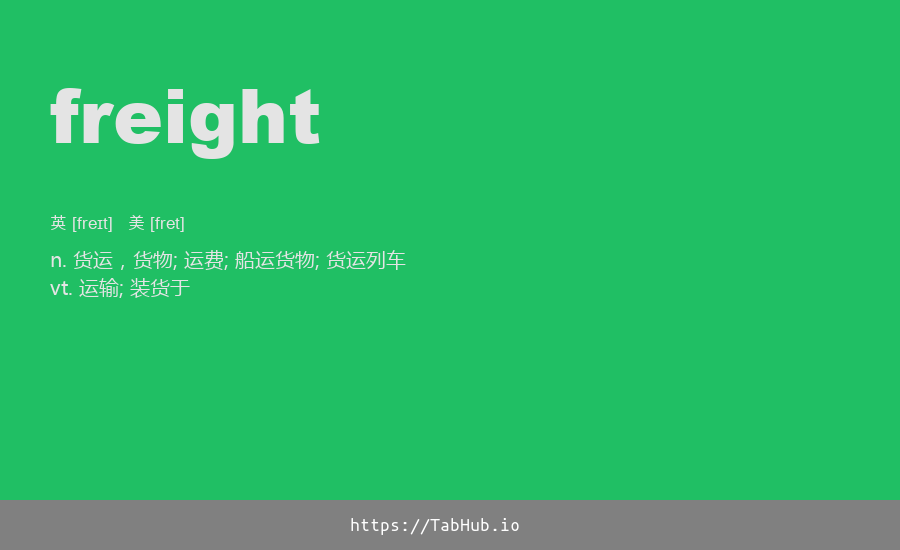 freight
英 [freɪt] 美 [fret]
n. 货运，货物; 运费; 船运货物; 货运列车
vt. 运输; 装货于
https://TabHub.io